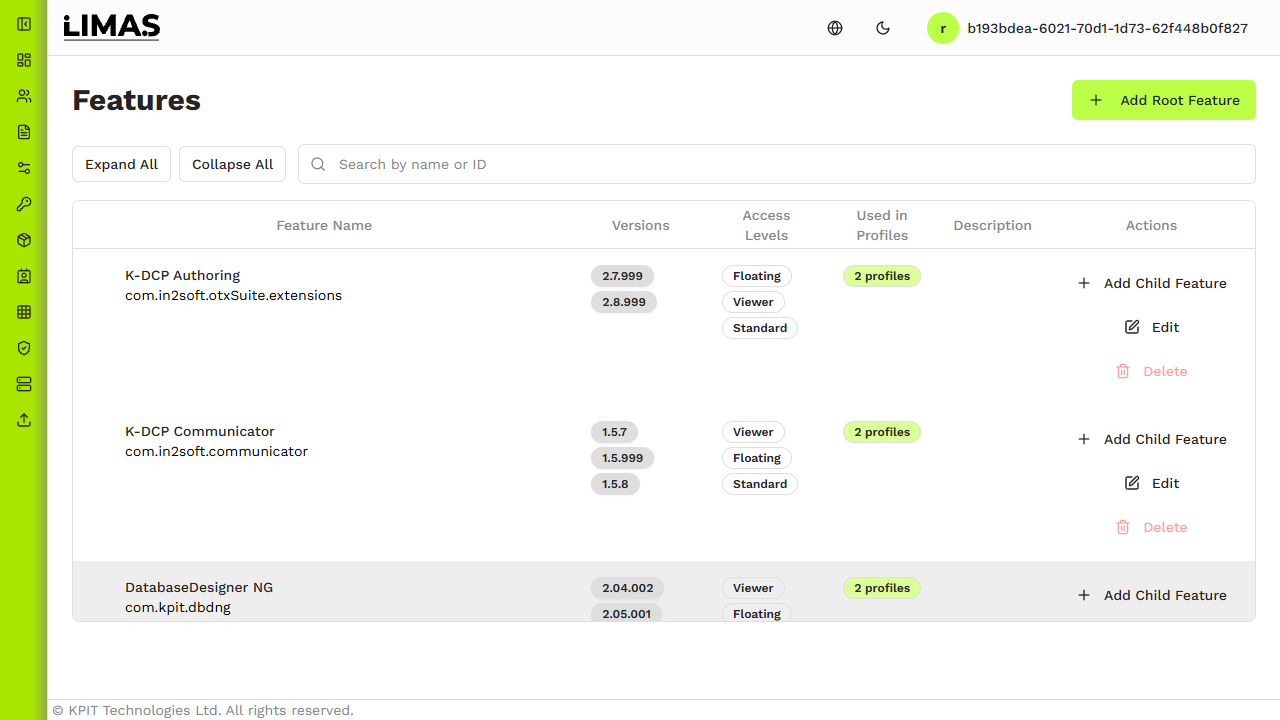 LIMAS
r
b193bdea-6021-70d1-1d73-62f448b0f827
Features
Add Root Feature
Expand All
Collapse All
Search by name or ID
Feature Name
Versions
Access Levels
Used in Profiles
Description
Actions
K-DCP Authoring
com.in2soft.otxSuite.extensions
2.7.999
2.8.999
Floating
Viewer
Standard
2 profiles
Add Child Feature
Edit
Delete
K-DCP Communicator
com.in2soft.communicator
1.5.7
1.5.999
1.5.8
Viewer
Floating
Standard
2 profiles
Add Child Feature
Edit
Delete
DatabaseDesigner NG
com.kpit.dbdng
2.04.002
2.05.001
Viewer
Floating
2 profiles
Add Child Feature
© KPIT Technologies Ltd. All rights reserved.